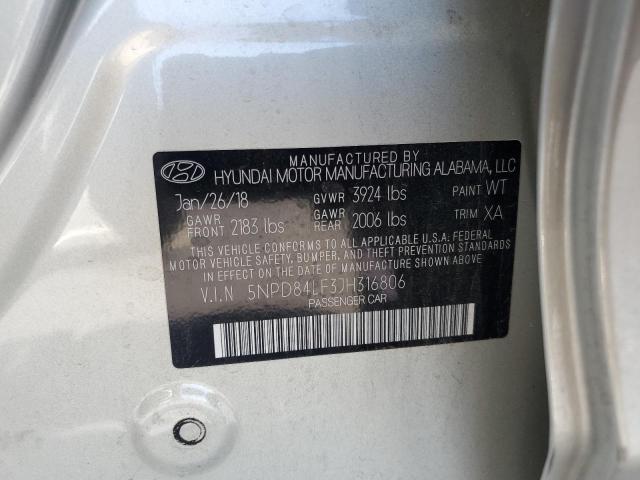 MANUFACTURED BY
HYUNDAI MOTOR MANUFACTURING ALABAMA, LLC
Jan/26/18 GVWR 3924 lbs PAINT WT
GAWR FRONT 2183 lbs GAWR REAR 2006 lbs TRIM XA
THIS VEHICLE CONFORMS TO ALL APPLICABLE U.S.A. FEDERAL
MOTOR VEHICLE SAFETY, BUMPER, AND THEFT PREVENTION STANDARDS
IN EFFECT ON THE DATE OF MANUFACTURE SHOWN ABOVE.
V.I.N 5NPD84LF3JH316806
PASSENGER CAR